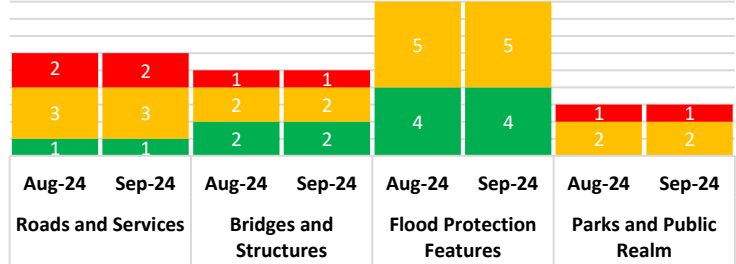 5 5
2 2
1 1
3 3
2 2
4 4
1 1
1 1
2 2
2 2
Aug-24 Sep-24 Aug-24 Sep-24 Aug-24 Sep-24 Aug-24 Sep-24
Roads and Services
Bridges and
Structures
Flood Protection
Features
Parks and Public
Realm